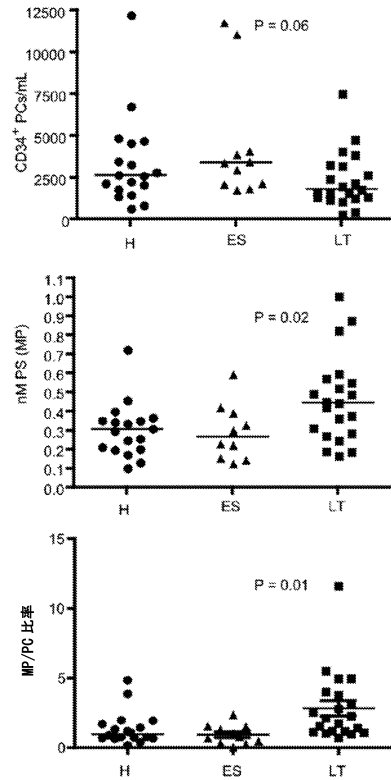 CD34⁺ PCs/mL
12500
10000
7500
5000
2500
0
P = 0.06
H
ES
LT
nM PS (MP)
1.1
1.0
0.9
0.8
0.7
0.6
0.5
0.4
0.3
0.2
0.1
0.0
P = 0.02
H
ES
LT
MP/PC 比率
15
10
5
0
P = 0.01
H
ES
LT